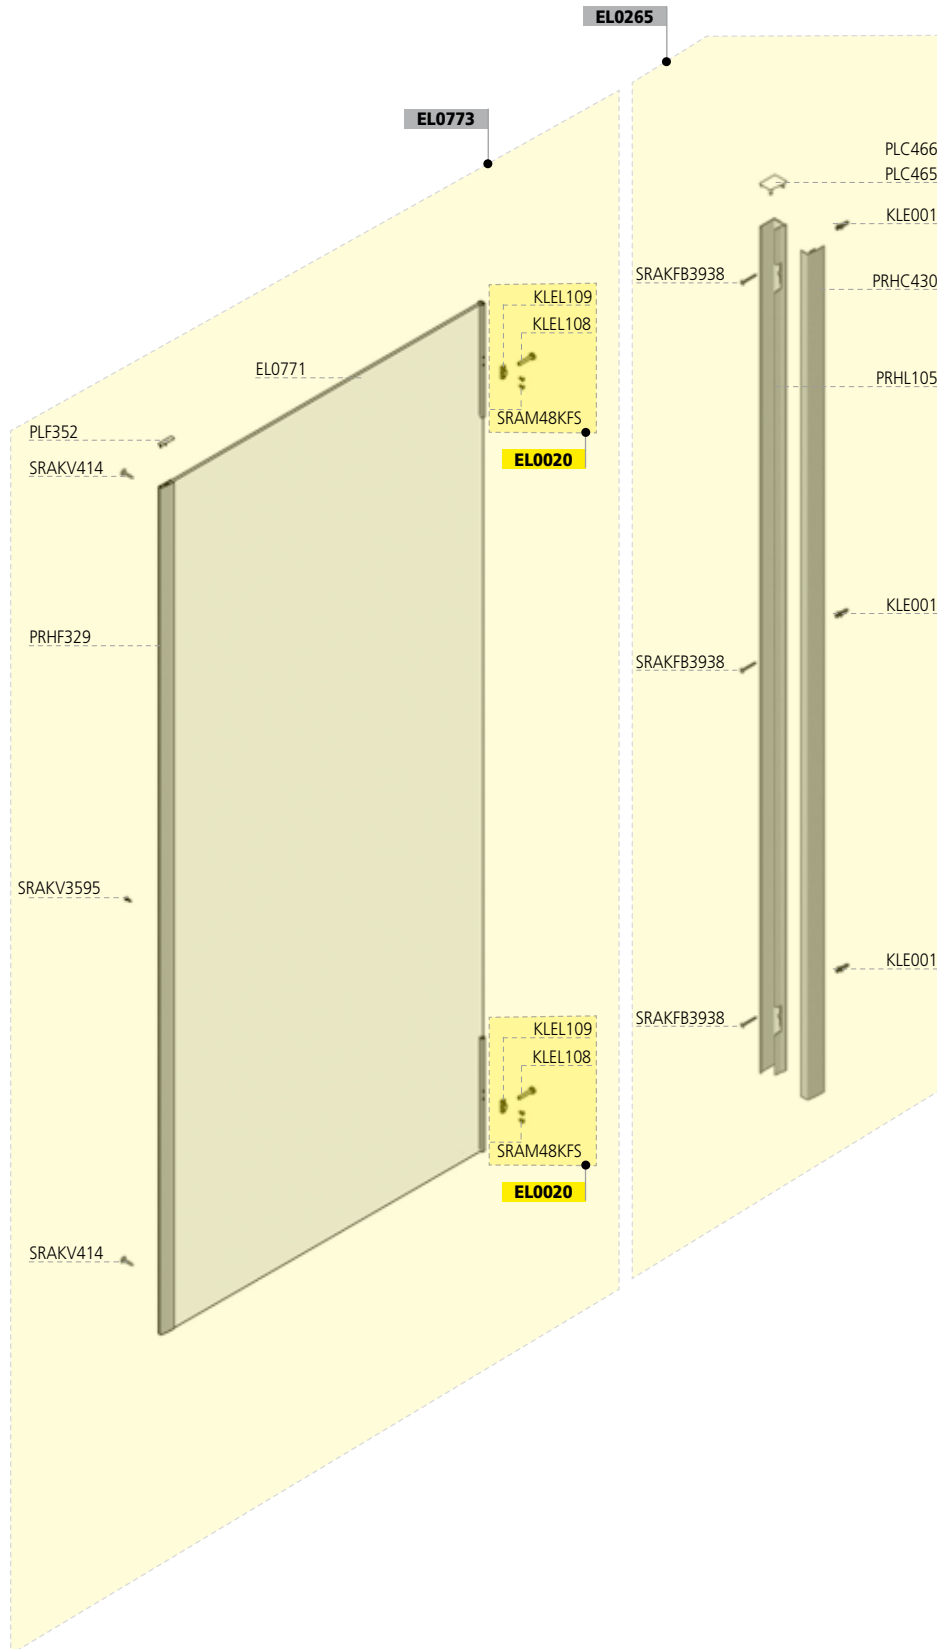 EL0265
EL0773
PLC466
PLC465
KLE001
SRAKFB3938
PRHC430
KLEL109
KLEL108
EL0771
PRHL105
SRAM48KFS
PLF352
EL0020
SRAKV414
KLE001
PRHF329
SRAKFB3938
SRAKV3595
KLE001
SRAKFB3938
KLEL109
KLEL108
SRAM48KFS
EL0020
SRAKV414